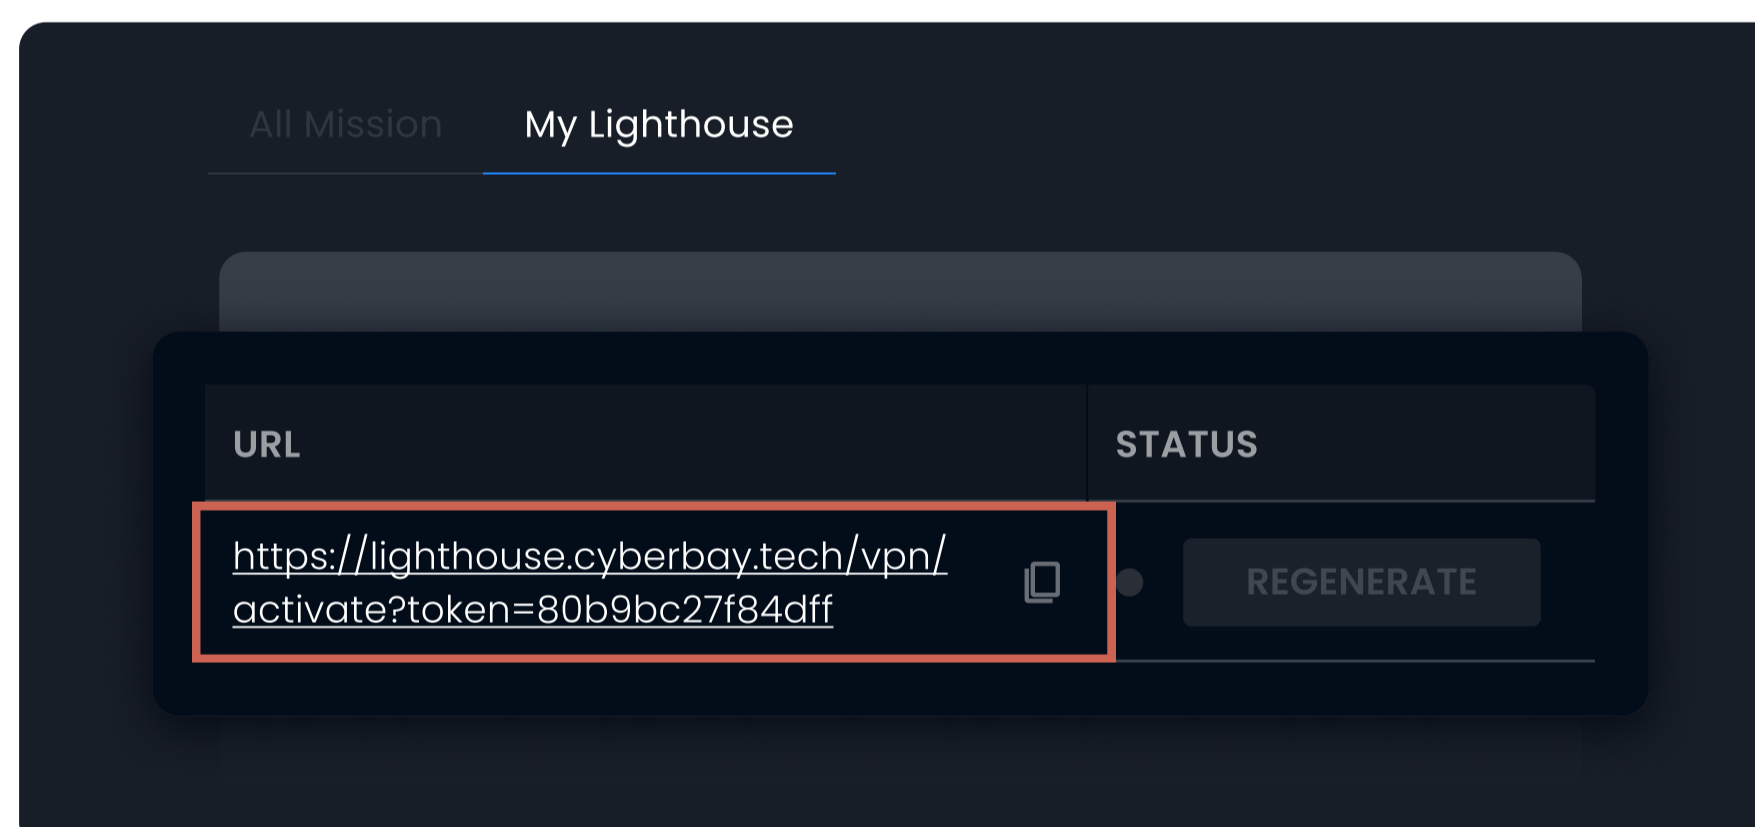 All Mission
My Lighthouse
URL
STATUS
https://lighthouse.cyberbay.tech/vpn/
activate?token=80b9bc27f84dff
REGENERATE